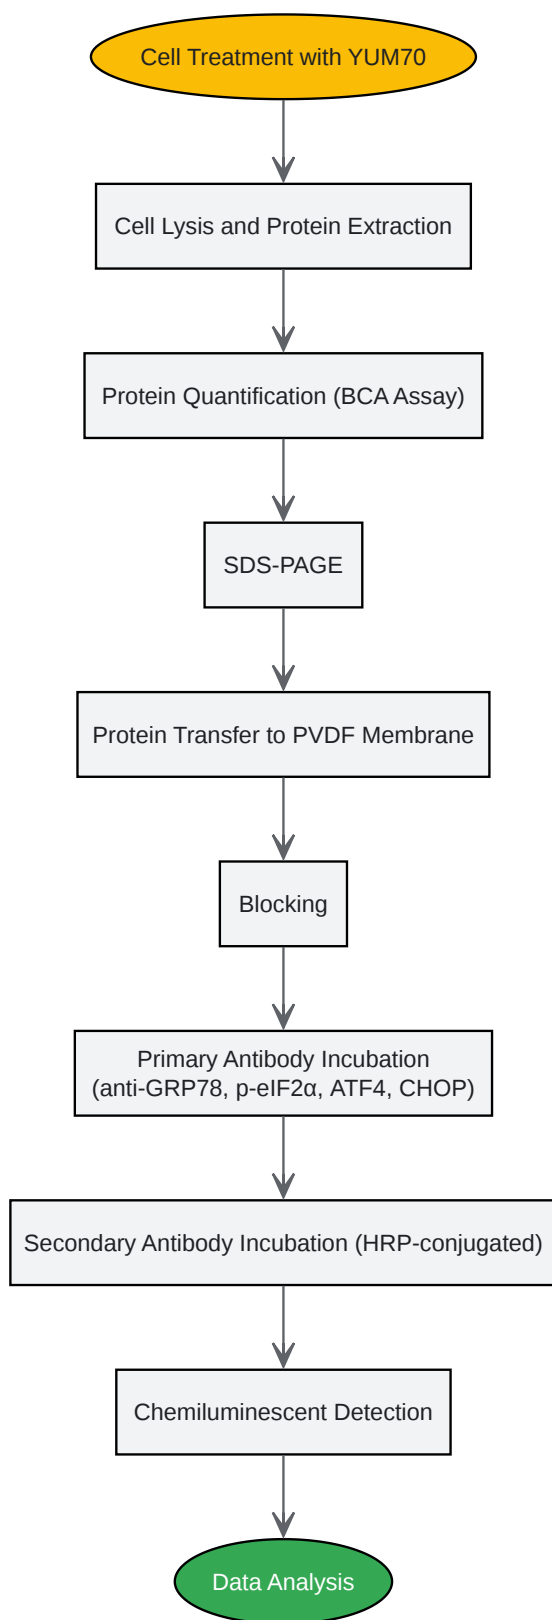 Cell Treatment with YUM70
Cell Lysis and Protein Extraction
Protein Quantification (BCA Assay)
SDS-PAGE
Protein Transfer to PVDF Membrane
Blocking
Primary Antibody Incubation
(anti-GRP78, p-eIF2α, ATF4, CHOP)
Secondary Antibody Incubation (HRP-conjugated)
Chemiluminescent Detection
Data Analysis